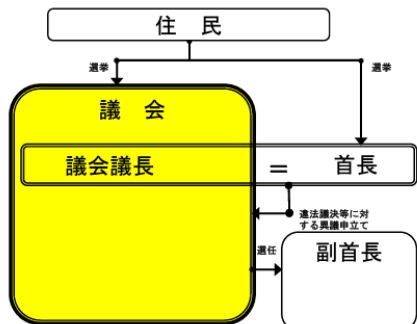 住 民
選挙
選挙
議 会
議会議長 = 首長
違法議決等に対
する異議申立て
選任
副首長